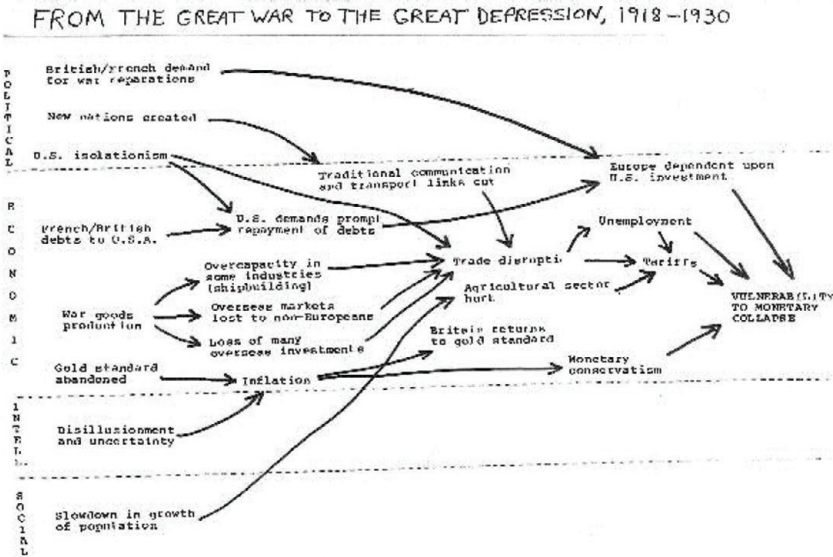 FROM THE GREAT WAR TO THE GREAT DEPRESSION, 1918-1930
POLITICAL
British/French demand
for war reparations
New nations created
U.S. isolationism
ECONOMIC
Traditional communication
and transport links cut
Europe dependent upon
U.S. investment
French/British
debts to U.S.A.
U.S. demands prompt
repayment of debts
Unemployment
Overcapacity in
some industries
(shipbuilding)
Trade disruptic
Tariffs
Agricultural sector
hurt
War goods
production
Overseas markets
lost to non-Europeans
VULNERABILITY
TO MONETARY
COLLAPSE
Loss of many
overseas investments
Britain returns
to gold standard
Gold standard
abandoned
Inflation
Monetary
conservatism
INTELL.
Disillusionment
and uncertainty
SOCIAL
Slowdown in growth
of population